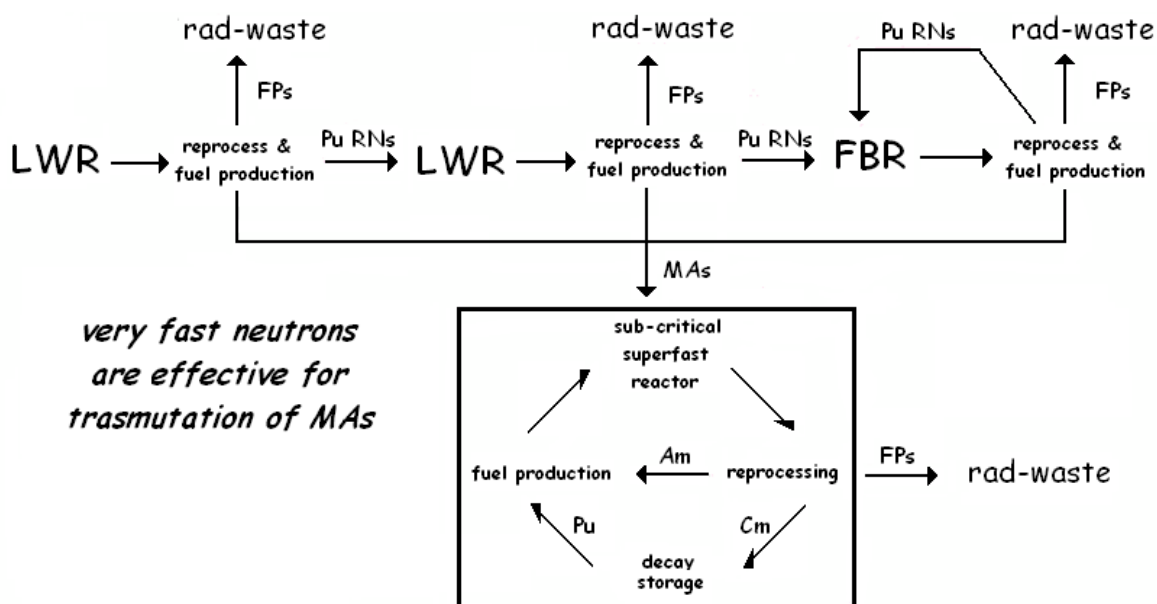 rad-waste
rad-waste
rad-waste
Pu RNs
FPs
FPs
FPs
LWR
reprocess &
fuel production
Pu RNs
LWR
reprocess &
fuel production
Pu RNs
FBR
reprocess &
fuel production
MAs
very fast neutrons
are effective for
trasmutation of MAs
sub-critical
superfast
reactor
fuel production
Am
reprocessing
FPs
rad-waste
Pu
Cm
decay
storage